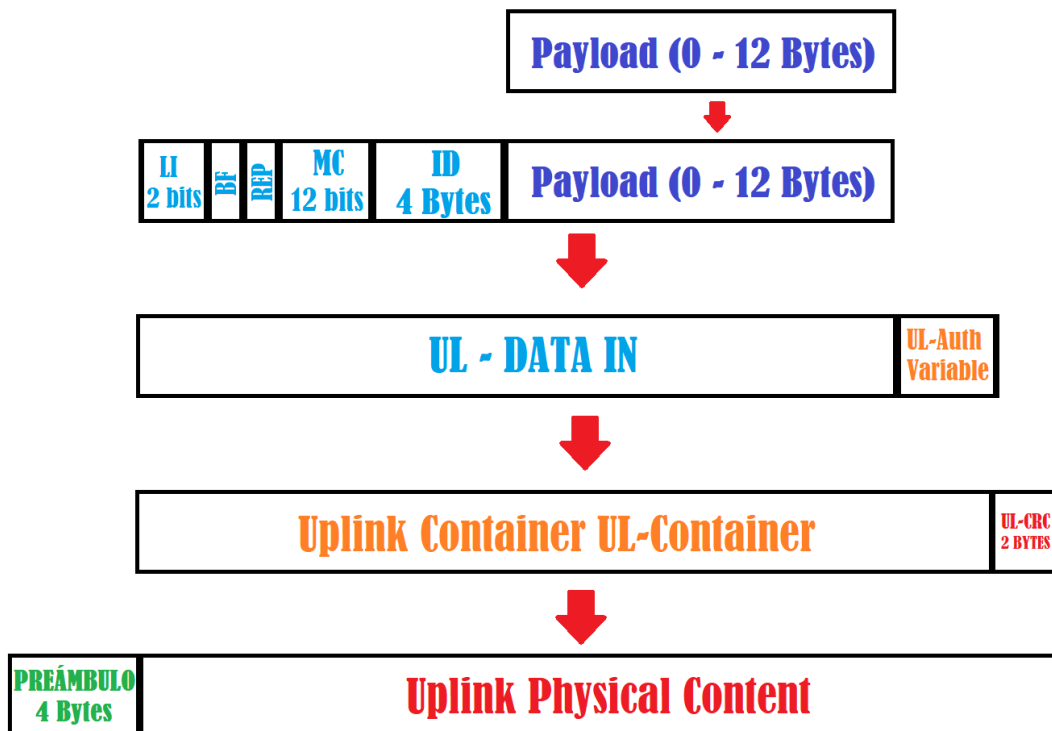 Payload (0 - 12 Bytes)
LI
2 bits
BF
REP
MC
12 bits
ID
4 Bytes
Payload (0 - 12 Bytes)
UL - DATA IN
UL-Auth
Variable
Uplink Container UL-Container
UL-CRC
2 BYTES
PREÁMBULO
4 Bytes
Uplink Physical Content